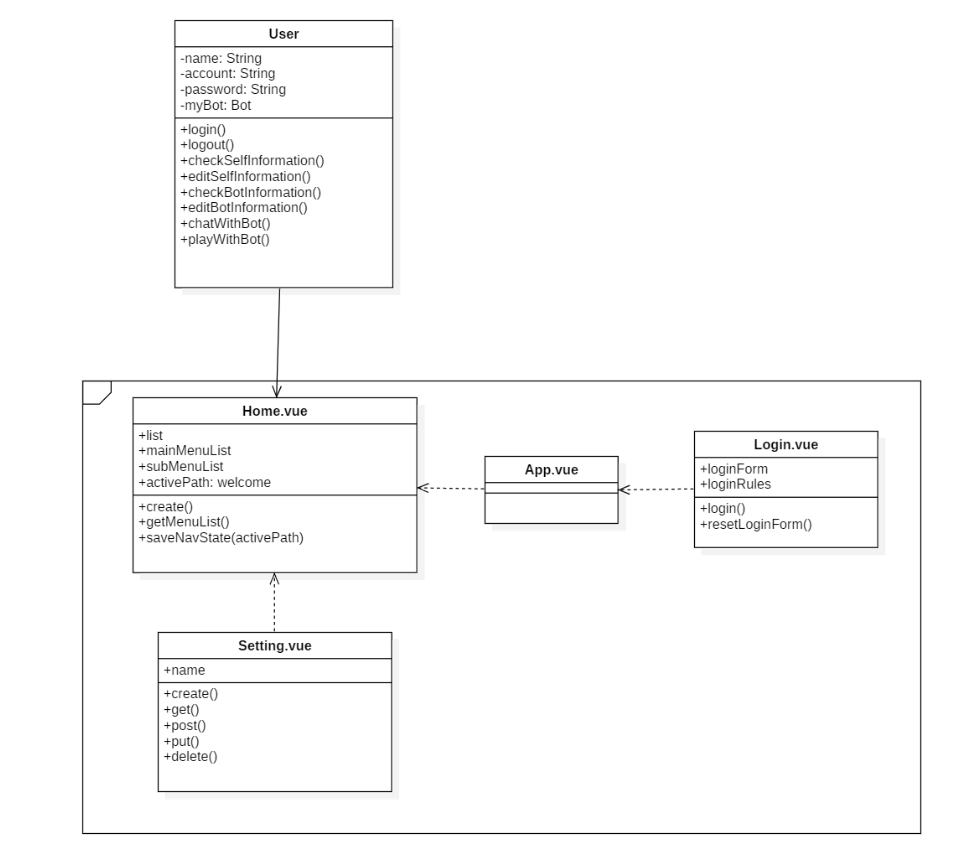 User
-name: String
-account: String
-password: String
-myBot: Bot
+login()
+logout()
+checkSelfInformation()
+editSelfInformation()
+checkBotInformation()
+editBotInformation()
+chatWithBot()
+playWithBot()
Home.vue
+list
+mainMenuList
+subMenuList
+activePath: welcome
+create()
+getMenuList()
+saveNavState(activePath)
App.vue
Login.vue
+loginForm
+loginRules
+login()
+resetLoginForm()
Setting.vue
+name
+create()
+get()
+post()
+put()
+delete()